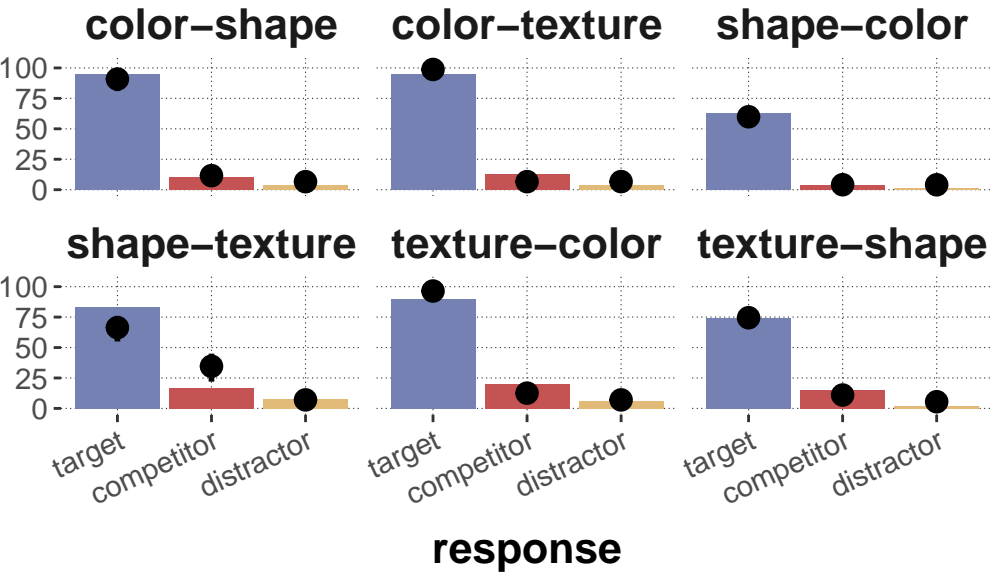 color−shape color−texture shape−color
100
75
50
25
0
shape−texture texture−color texture−shape
100
75
50
25
0
target competitor distractor target competitor distractor target competitor distractor
response